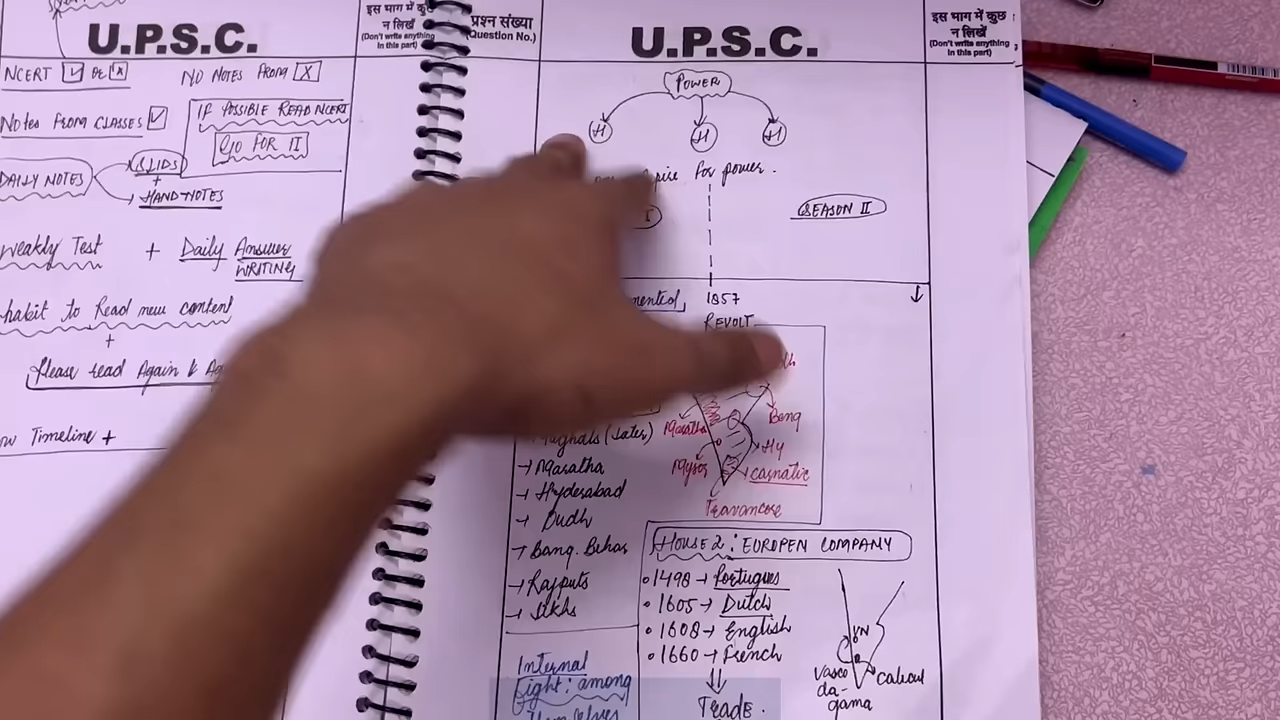 U.P.S.C.
इस भाग में कुछ
न लिखें
(Don't write anything
in this part)
NCERT or
NO NOTES FROM X
Notes from CLASSES
IF POSSIBLE READ NCERT
GO FOR IT
DAILY NOTES
SLIDS
+
HAND-NOTES
Weekly Test + Daily Answer
WRITING
habit to Read new content
+
Please read Again &
Timeline +
प्रश्न संख्या
(Question No.)
U.P.S.C.
इस भाग में कुछ
न लिखें
(Don't write anything
in this part)
POWER
H H H
for power.
I
SEASON II
1857
REVOLT
Maratha
Beng
Hy
Mysor
carnatic
Travancore
Mughals (Later)
→ Maratha
→ Hyderabad
→ Oudh
→ Bang. Behar
→ Rajputs
→ Sikhs
Internal
fight: among
Themselves
HOUSE 2: EUROPEN COMPANY
• 1498 → Portugues
• 1605 → Dutch
• 1608 → English
• 1660 → French
Trade.
Vasco
da-
gama
Calicut